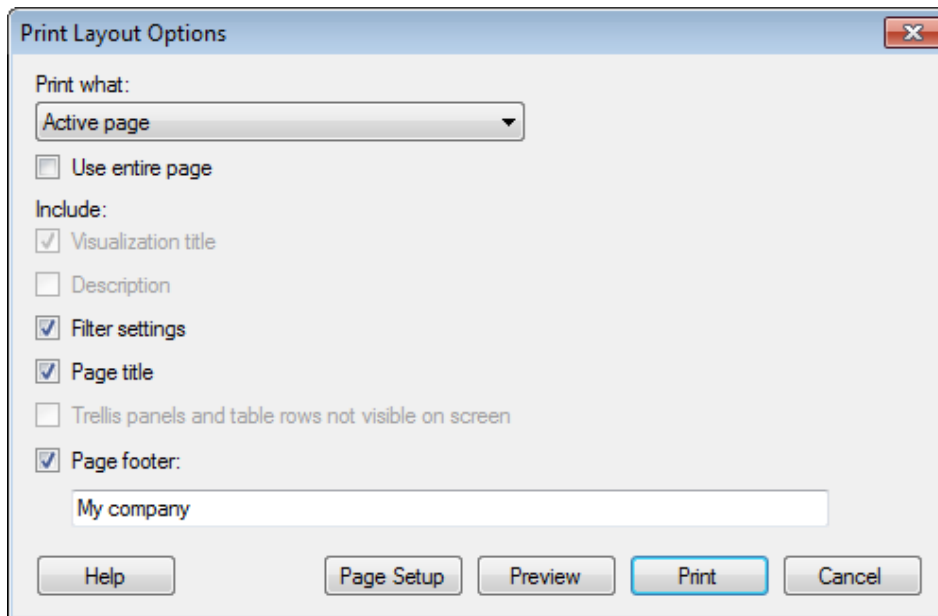 Print Layout Options
Print what:
Active page
Use entire page
Include:
Visualization title
Description
Filter settings
Page title
Trellis panels and table rows not visible on screen
Page footer:
My company
Help Page Setup Preview Print Cancel